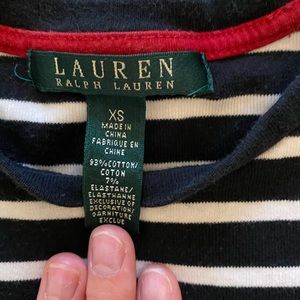 LAUREN
RALPH LAUREN
XS
MADE IN
CHINA
FABRIQUE EN
CHINE
93% COTTON/
COTON
7%
ELASTANE/
ELASTHANNE
EXCLUSIVE OF
DECORATION/
GARNITURE
EXCLUE